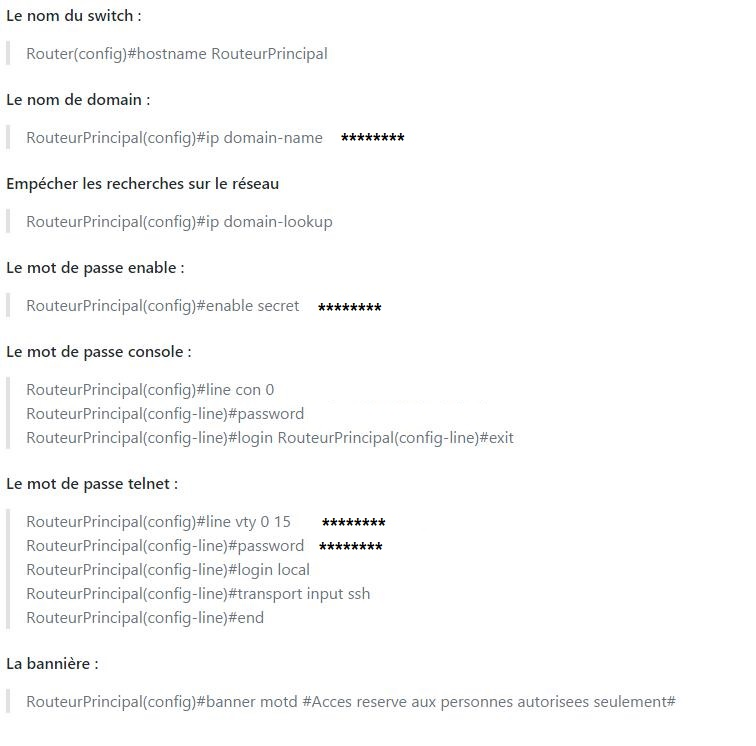 Le nom du switch :
Router(config)#hostname RouteurPrincipal
Le nom de domain :
RouteurPrincipal(config)#ip domain-name ********
Empécher les recherches sur le réseau
RouteurPrincipal(config)#ip domain-lookup
Le mot de passe enable :
RouteurPrincipal(config)#enable secret ********
Le mot de passe console :
RouteurPrincipal(config)#line con 0
RouteurPrincipal(config-line)#password
RouteurPrincipal(config-line)#login RouteurPrincipal(config-line)#exit
Le mot de passe telnet :
RouteurPrincipal(config)#line vty 0 15 ********
RouteurPrincipal(config-line)#password ********
RouteurPrincipal(config-line)#login local
RouteurPrincipal(config-line)#transport input ssh
RouteurPrincipal(config-line)#end
La bannière :
RouteurPrincipal(config)#banner motd #Acces reserve aux personnes autorisees seulement#